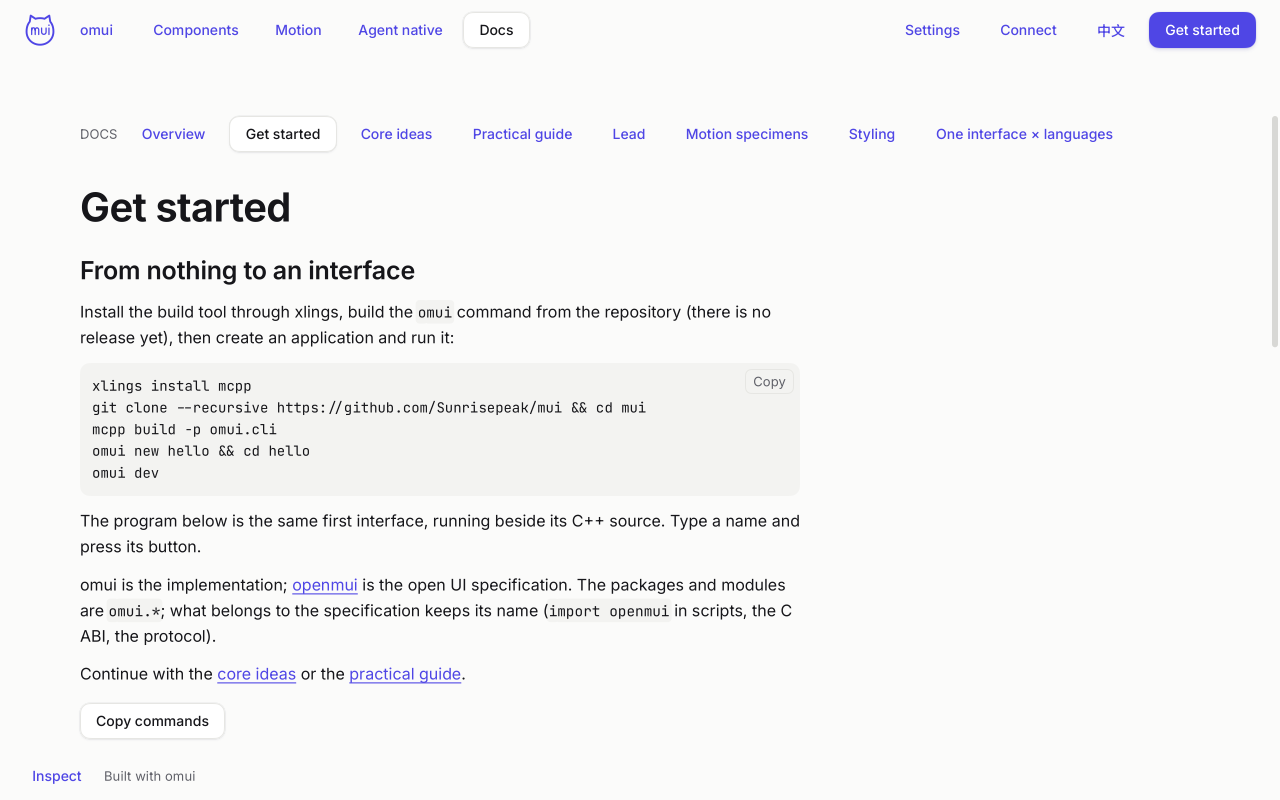 mui omui Components Motion Agent native Docs Settings Connect 中文 Get started
DOCS Overview Get started Core ideas Practical guide Lead Motion specimens Styling One interface × languages
Get started
From nothing to an interface
Install the build tool through xlings, build the omui command from the repository (there is no
release yet), then create an application and run it:
Copy
xlings install mcpp
git clone --recursive https://github.com/Sunrisepeak/mui && cd mui
mcpp build -p omui.cli
omui new hello && cd hello
omui dev
The program below is the same first interface, running beside its C++ source. Type a name and
press its button.
omui is the implementation; openmui is the open UI specification. The packages and modules
are omui.*; what belongs to the specification keeps its name (import openmui in scripts, the C
ABI, the protocol).
Continue with the core ideas or the practical guide.
Copy commands
Inspect Built with omui